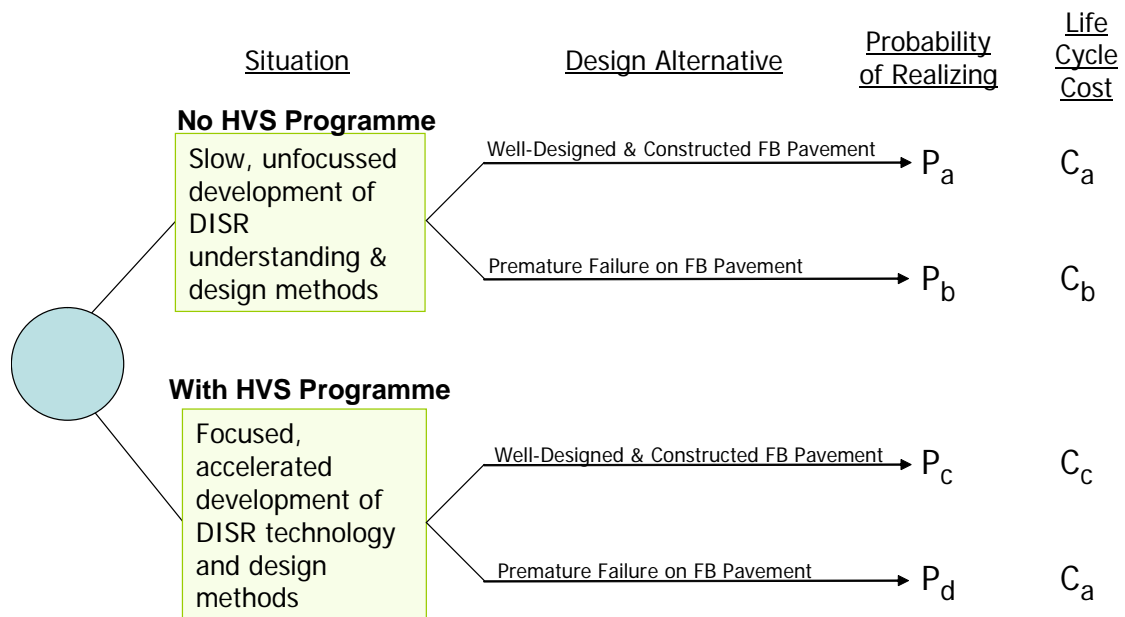 Situation
Design Alternative
Probability
of Realizing
Life
Cycle
Cost
No HVS Programme
Slow, unfocussed
development of
DISR
understanding &
design methods
Well-Designed & Constructed FB Pavement
Pa
Ca
Premature Failure on FB Pavement
Pb
Cb
With HVS Programme
Focused,
accelerated
development of
DISR technology
and design
methods
Well-Designed & Constructed FB Pavement
Pc
Cc
Premature Failure on FB Pavement
Pd
Ca